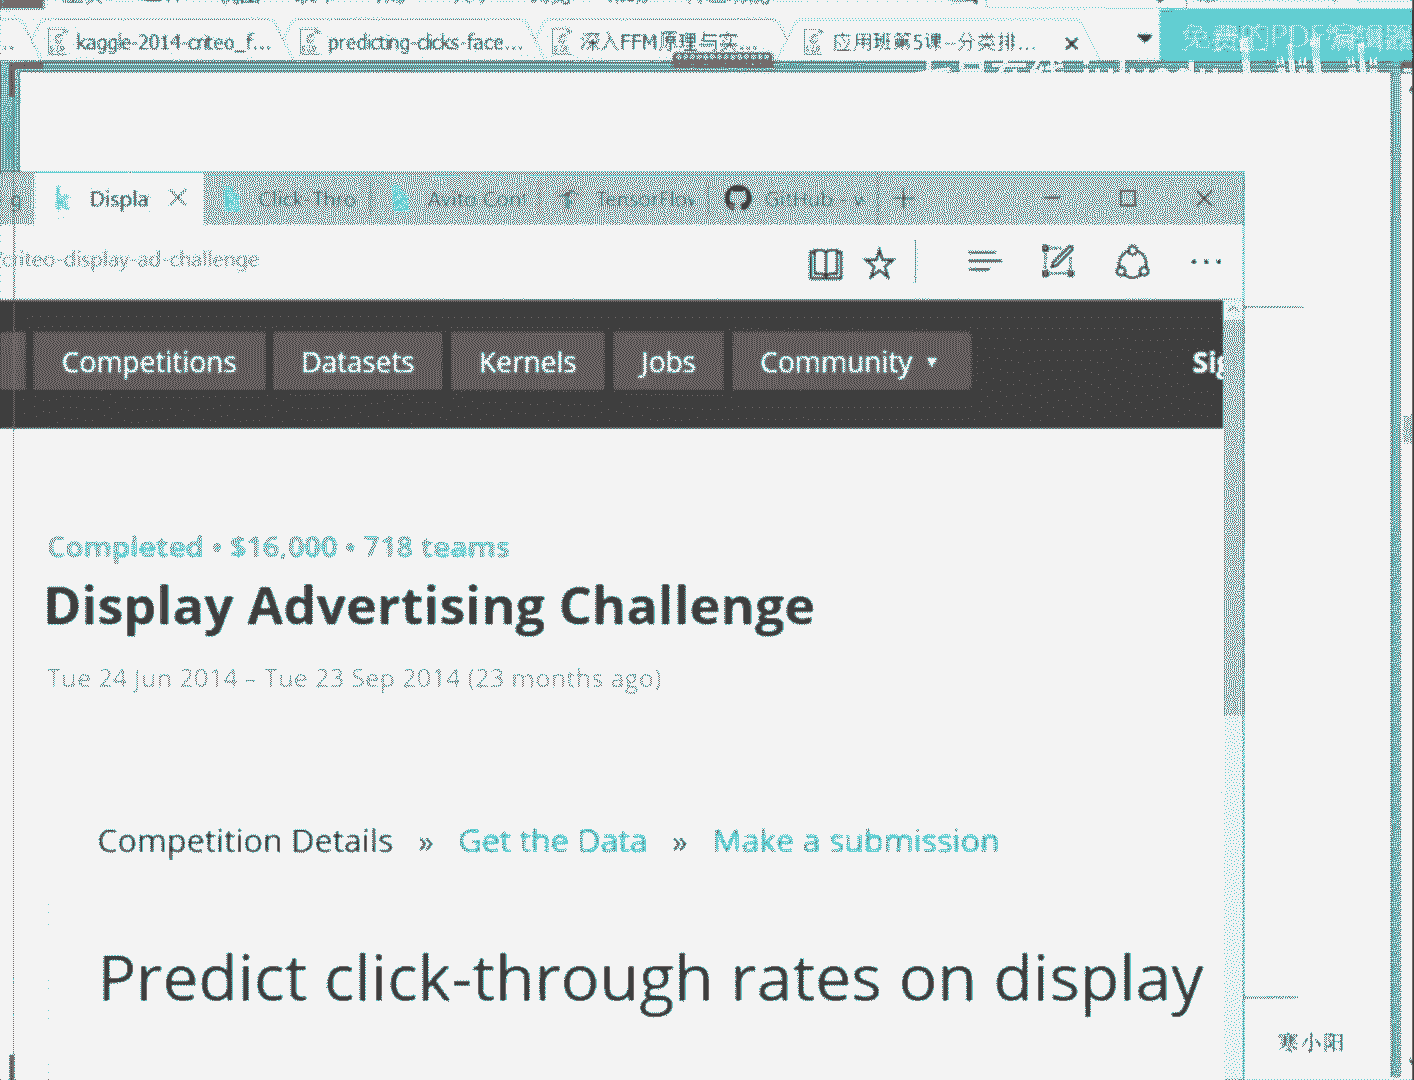 kaggle-2014-criteo_f... predicting-clicks-face... 深入FFM原理与实... 应用班第5课--分类排... 免费的PDF编辑器
g Displa Click-Thro Avito Cont TensorFlow GitHub - w
/criteo-display-ad-challenge
Competitions Datasets Kernels Jobs Community Sig
Completed • $16,000 • 718 teams
Display Advertising Challenge
Tue 24 Jun 2014 – Tue 23 Sep 2014 (23 months ago)
Competition Details » Get the Data » Make a submission
Predict click-through rates on display
寒小阳